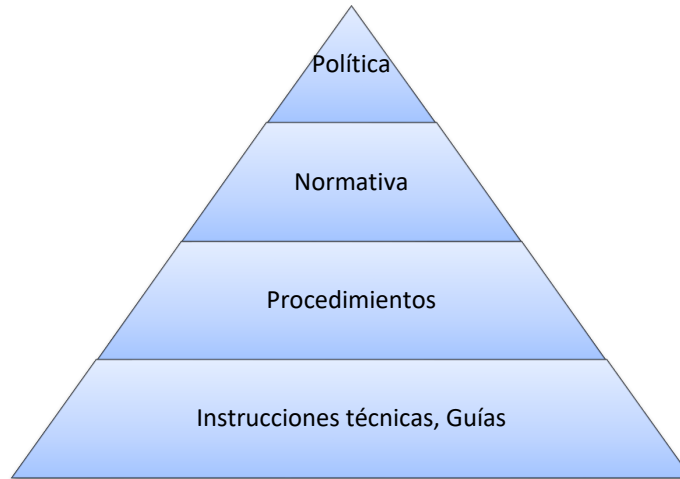 Política
Normativa
Procedimientos
Instrucciones técnicas, Guías